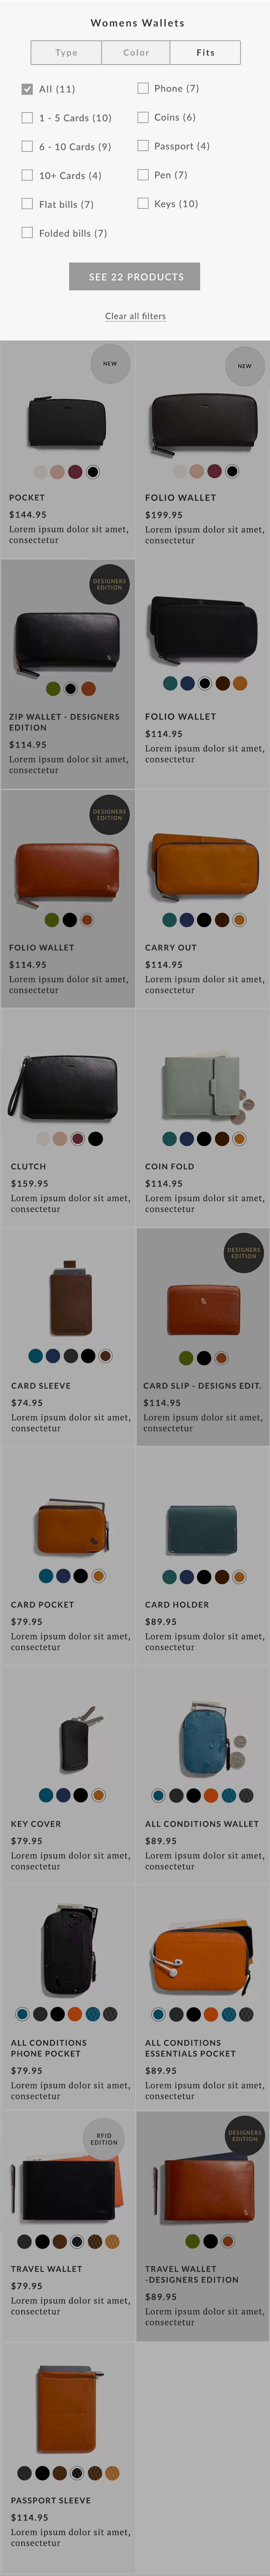 Womens Wallets
Type
Color
Fits
All (11)
Phone (7)
1 - 5 Cards (10)
Coins (6)
6 - 10 Cards (9)
Passport (4)
10+ Cards (4)
Pen (7)
Flat bills (7)
Keys (10)
Folded bills (7)
SEE 22 PRODUCTS
Clear all filters
NEW
POCKET
$144.95
Lorem ipsum dolor sit amet,
consectetur
NEW
FOLIO WALLET
$199.95
Lorem ipsum dolor sit amet,
consectetur
DESIGNERS
EDITION
ZIP WALLET - DESIGNERS
EDITION
$114.95
Lorem ipsum dolor sit amet,
consectetur
FOLIO WALLET
$114.95
Lorem ipsum dolor sit amet,
consectetur
DESIGNERS
EDITION
FOLIO WALLET
$114.95
Lorem ipsum dolor sit amet,
consectetur
CARRY OUT
$114.95
Lorem ipsum dolor sit amet,
consectetur
CLUTCH
$159.95
Lorem ipsum dolor sit amet,
consectetur
COIN FOLD
$114.95
Lorem ipsum dolor sit amet,
consectetur
CARD SLEEVE
$74.95
Lorem ipsum dolor sit amet,
consectetur
DESIGNERS
EDITION
CARD SLIP - DESIGNS EDIT.
$114.95
Lorem ipsum dolor sit amet,
consectetur
CARD POCKET
$79.95
Lorem ipsum dolor sit amet,
consectetur
CARD HOLDER
$89.95
Lorem ipsum dolor sit amet,
consectetur
KEY COVER
$79.95
Lorem ipsum dolor sit amet,
consectetur
ALL CONDITIONS WALLET
$89.95
Lorem ipsum dolor sit amet,
consectetur
ALL CONDITIONS
PHONE POCKET
$79.95
Lorem ipsum dolor sit amet,
consectetur
ALL CONDITIONS
ESSENTIALS POCKET
$89.95
Lorem ipsum dolor sit amet,
consectetur
RFID
EDITION
TRAVEL WALLET
$79.95
Lorem ipsum dolor sit amet,
consectetur
DESIGNERS
EDITION
TRAVEL WALLET
-DESIGNERS EDITION
$89.95
Lorem ipsum dolor sit amet,
consectetur
PASSPORT SLEEVE
$114.95
Lorem ipsum dolor sit amet,
consectetur